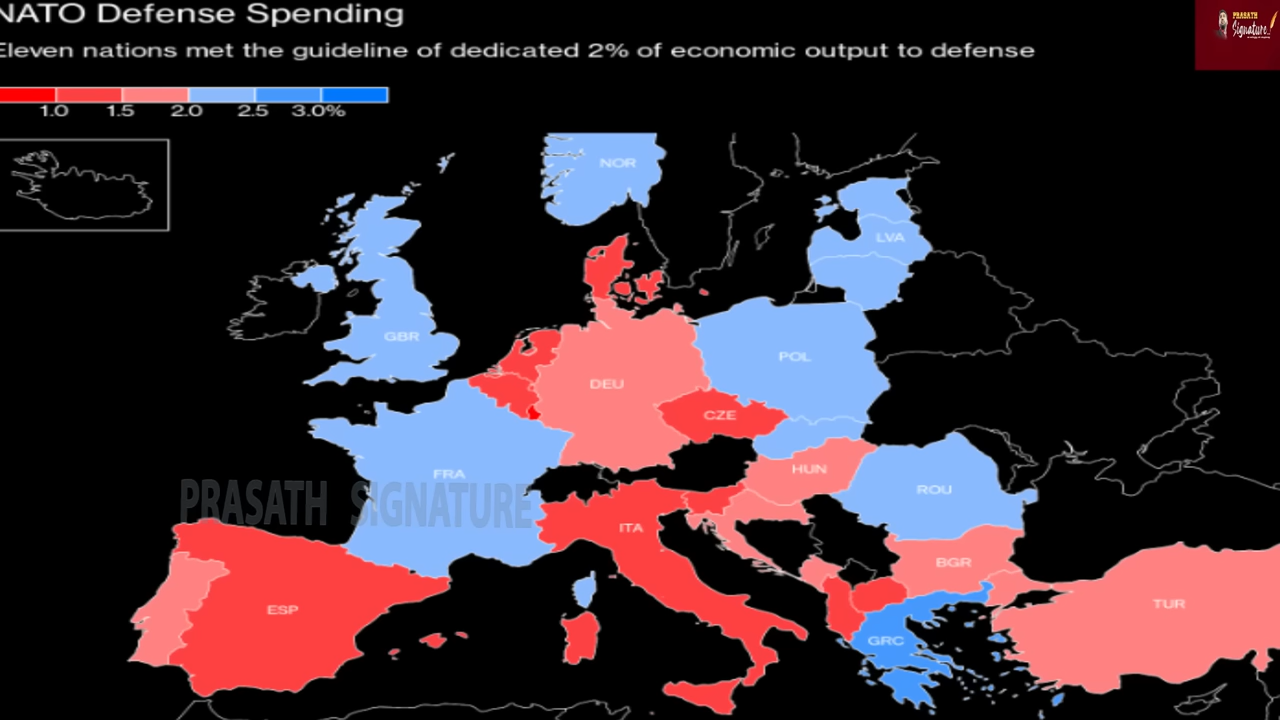 NATO Defense Spending
PRASATH
Signature..!
Eleven nations met the guideline of dedicated 2% of economic output to defense
1.0 1.5 2.0 2.5 3.0%
NOR
LVA
GBR
POL
DEU
CZE
FRA
HUN
ROU
PRASATH SIGNATURE
ITA
BGR
ESP
TUR
GRC